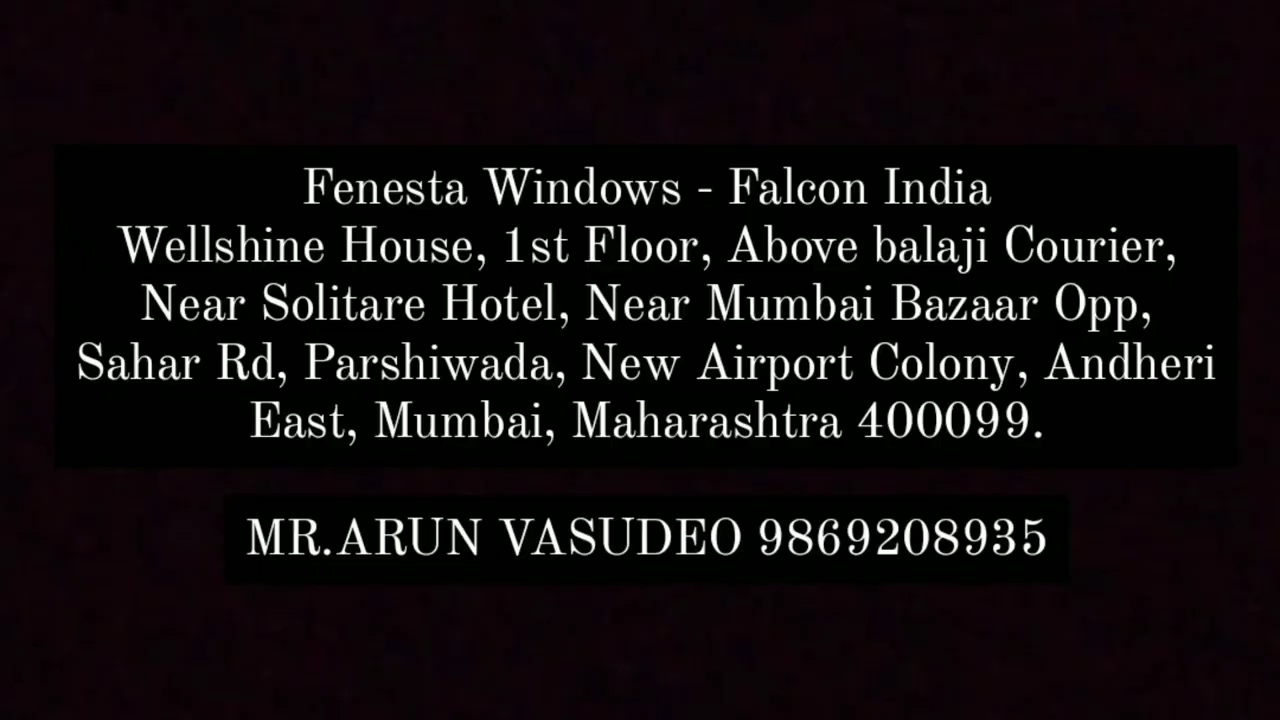 Fenesta Windows - Falcon India
Wellshine House, 1st Floor, Above balaji Courier,
Near Solitare Hotel, Near Mumbai Bazaar Opp,
Sahar Rd, Parshiwada, New Airport Colony, Andheri
East, Mumbai, Maharashtra 400099.
MR.ARUN VASUDEO 9869208935